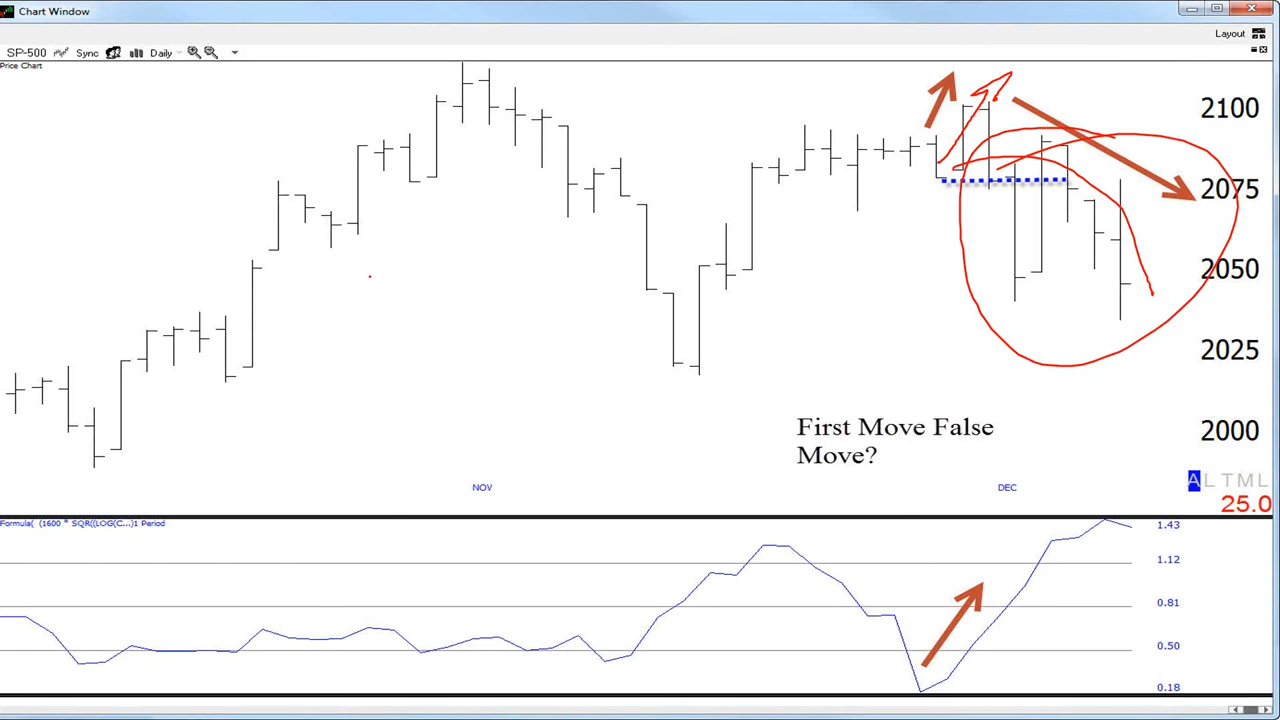 Chart Window
Layout
SP-500 Sync Daily
Price Chart
2100
2075
2050
2025
First Move False
Move?
2000
NOV DEC
A L T M L
25.0
Formula( (1600 * SQR((LOG(C...)1 Period
1.43
1.12
0.81
0.50
0.18